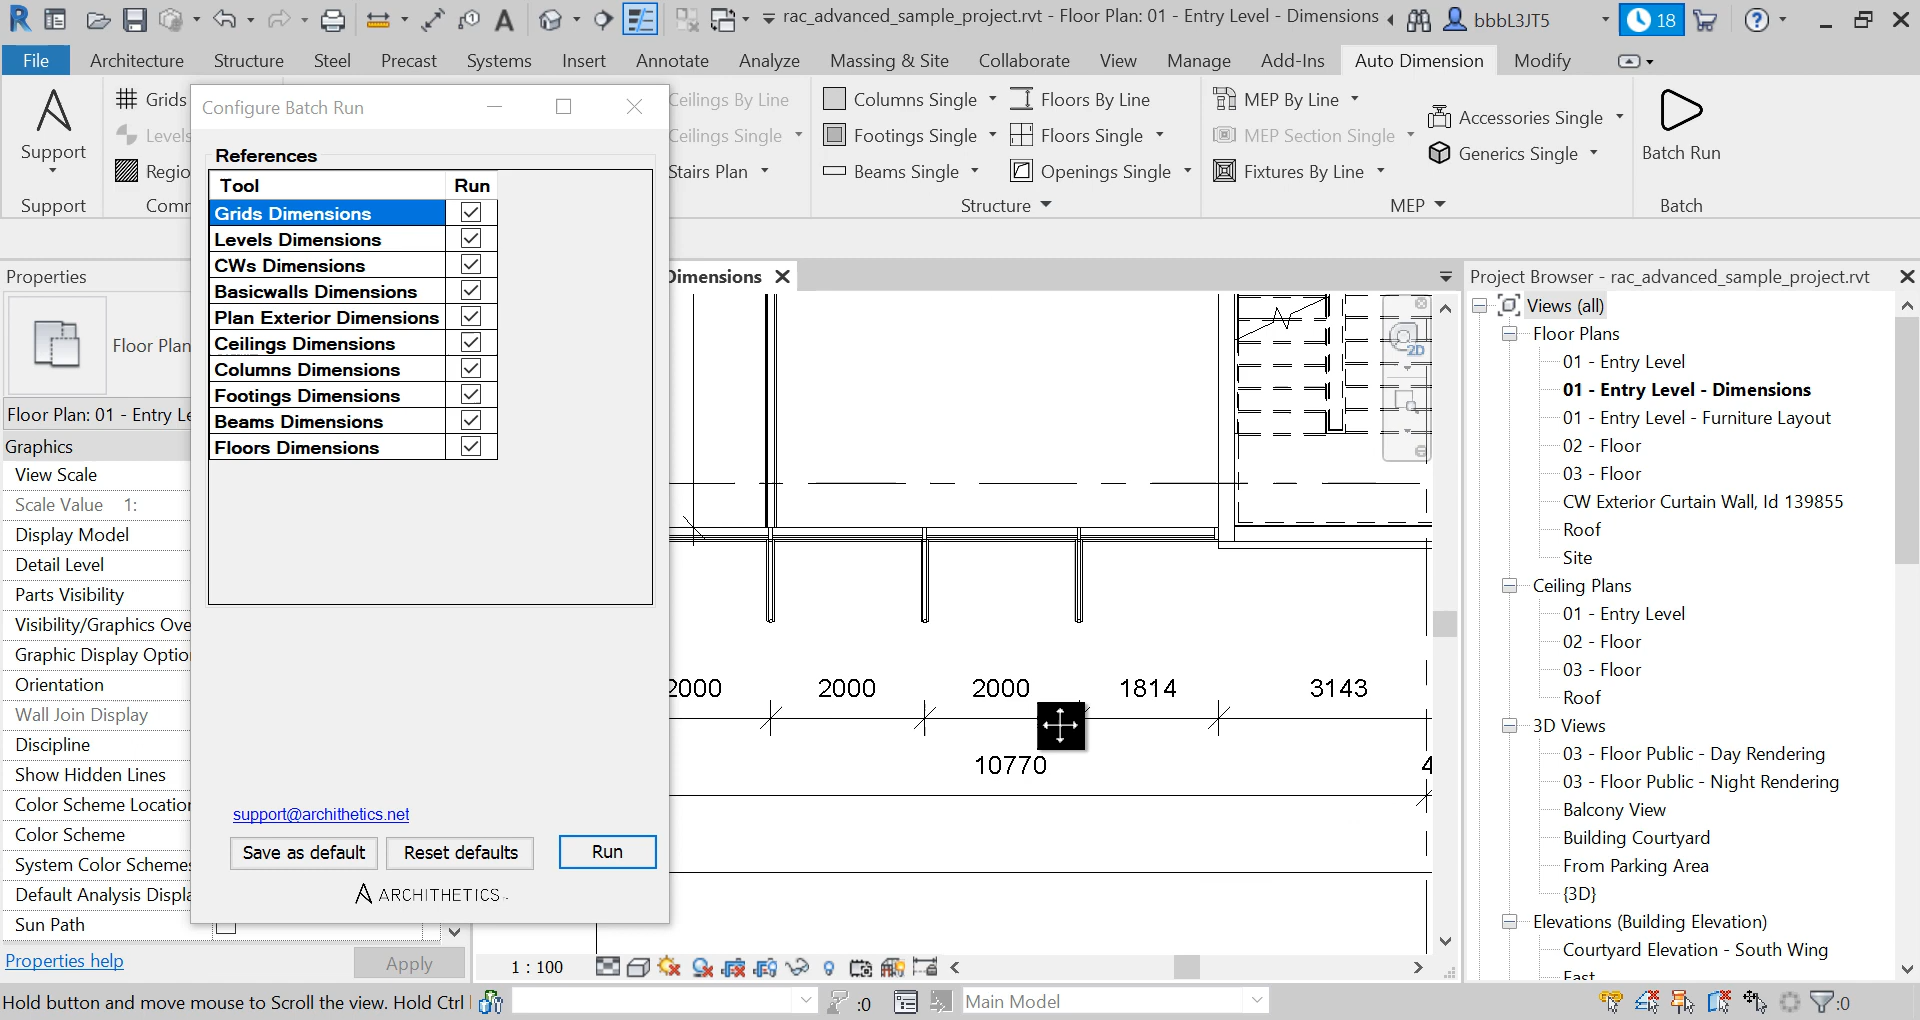 rac_advanced_sample_project.rvt - Floor Plan: 01 - Entry Level - Dimensions
bbbL3JT5
18
File
Architecture
Structure
Steel
Precast
Systems
Insert
Annotate
Analyze
Massing & Site
Collaborate
View
Manage
Add-Ins
Auto Dimension
Modify
Support
Support
Grids
Levels
Regio
Comm
Ceilings By Line
Ceilings Single
Stairs Plan
Columns Single
Footings Single
Beams Single
Floors By Line
Floors Single
Openings Single
Structure
MEP By Line
MEP Section Single
Fixtures By Line
Accessories Single
Generics Single
MEP
Batch Run
Batch
Configure Batch Run
References
Tool Run
Grids Dimensions
Levels Dimensions
CWs Dimensions
Basicwalls Dimensions
Plan Exterior Dimensions
Ceilings Dimensions
Columns Dimensions
Footings Dimensions
Beams Dimensions
Floors Dimensions
support@archithetics.net
Save as default
Reset defaults
Run
ARCHITHETICS
Properties
Floor Plan
Floor Plan: 01 - Entry Le
Graphics
View Scale
Scale Value 1:
Display Model
Detail Level
Parts Visibility
Visibility/Graphics Ove
Graphic Display Optio
Orientation
Wall Join Display
Discipline
Show Hidden Lines
Color Scheme Location
Color Scheme
System Color Schemes
Default Analysis Displa
Sun Path
Properties help
Apply
Dimensions
2D
2000
2000
2000
1814
3143
10770
4
1 : 100
Project Browser - rac_advanced_sample_project.rvt
Views (all)
Floor Plans
01 - Entry Level
01 - Entry Level - Dimensions
01 - Entry Level - Furniture Layout
02 - Floor
03 - Floor
CW Exterior Curtain Wall, Id 139855
Roof
Site
Ceiling Plans
01 - Entry Level
02 - Floor
03 - Floor
Roof
3D Views
03 - Floor Public - Day Rendering
03 - Floor Public - Night Rendering
Balcony View
Building Courtyard
From Parking Area
{3D}
Elevations (Building Elevation)
Courtyard Elevation - South Wing
East
Hold button and move mouse to Scroll the view. Hold Ctrl
:0
Main Model
:0